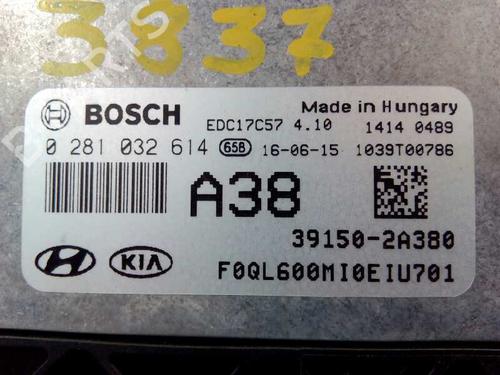 3837
BOSCH
EDC17C57 4.10
Made in Hungary
1414 0489
0 281 032 614
65B
16-06-15
1039T00786
A38
39150-2A380
KIA
F0QL600MI0EIU701